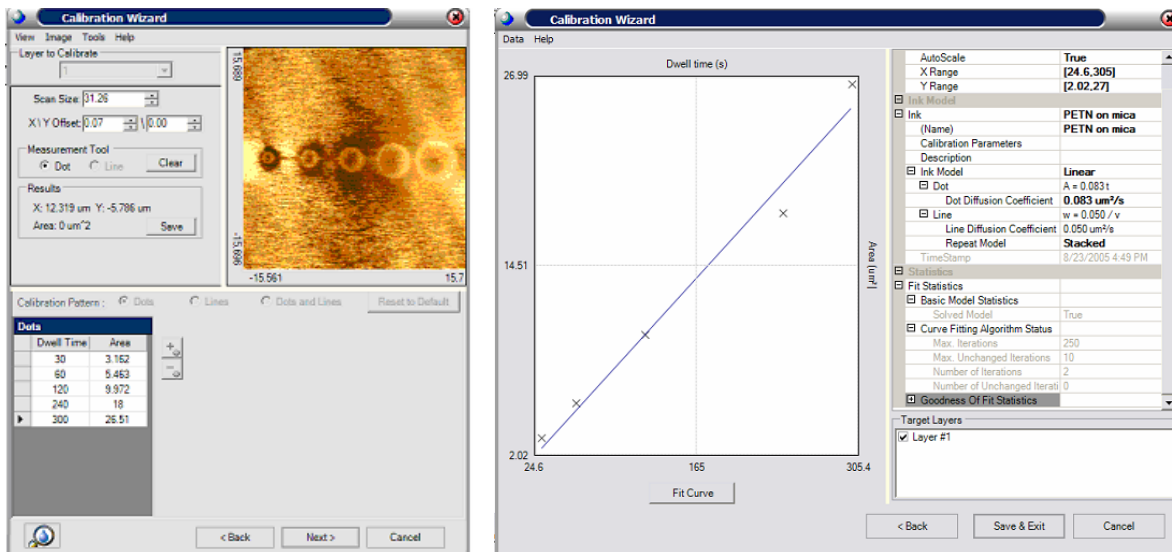 Calibration Wizard
View Image Tools Help
Layer to Calibrate
1
Scan Size: 31.26
X \ Y Offset: 0.07 \ 0.00
Measurement Tool
Dot Line Clear
Results
X: 12.319 um Y: -5.786 um
Area: 0 um^2 Save
15.689
-15.696
-15.561 15.7
Calibration Pattern : Dots Lines Dots and Lines Reset to Default
Dots
Dwell Time Area
30 3.162
60 5.463
120 9.972
240 18
300 26.51
< Back Next > Cancel
Calibration Wizard
Data Help
Dwell time (s)
26.99
14.51
2.02
24.6 165 305.4
Area (um²)
Fit Curve
AutoScale True
X Range [24.6,305]
Y Range [2.02,27]
Ink Model
Ink PETN on mica
(Name) PETN on mica
Calibration Parameters
Description
Ink Model Linear
Dot A = 0.083 t
Dot Diffusion Coefficient 0.083 um²/s
Line w = 0.050 / v
Line Diffusion Coefficient 0.050 um²/s
Repeat Model Stacked
TimeStamp 8/23/2005 4:49 PM
Statistics
Fit Statistics
Basic Model Statistics
Solved Model True
Curve Fitting Algorithm Status
Max. Iterations 250
Max. Unchanged Iterations 10
Number of Iterations 2
Number of Unchanged Iterati 0
Goodness Of Fit Statistics
Target Layers
Layer #1
< Back Save & Exit Cancel